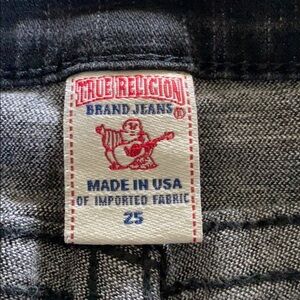 TRUE RELIGION
BRAND JEANS ®
MADE IN USA
OF IMPORTED FABRIC
25